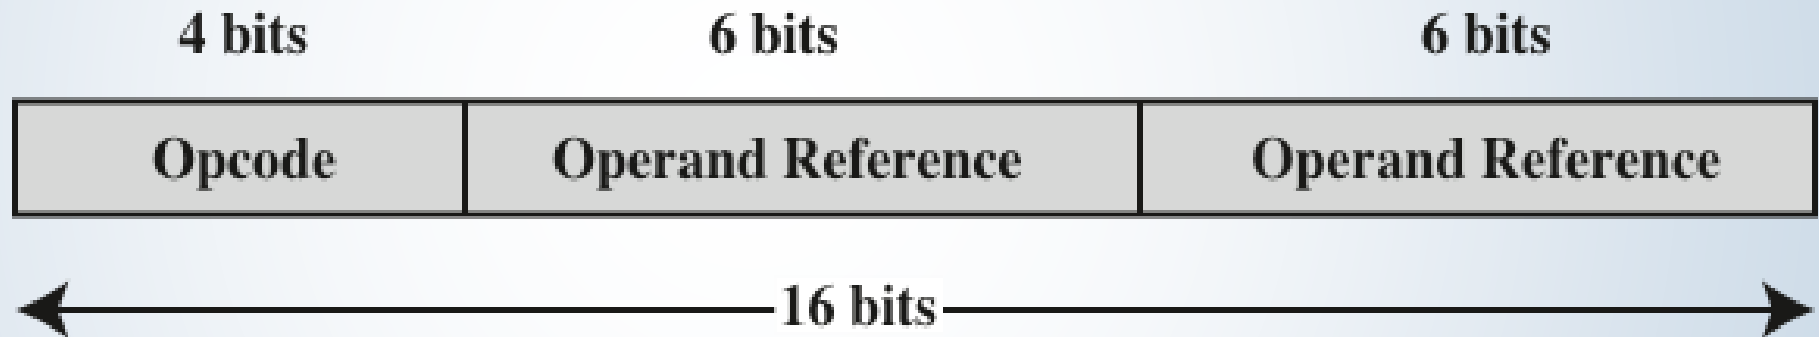 4 bits 6 bits 6 bits
Opcode Operand Reference Operand Reference
16 bits